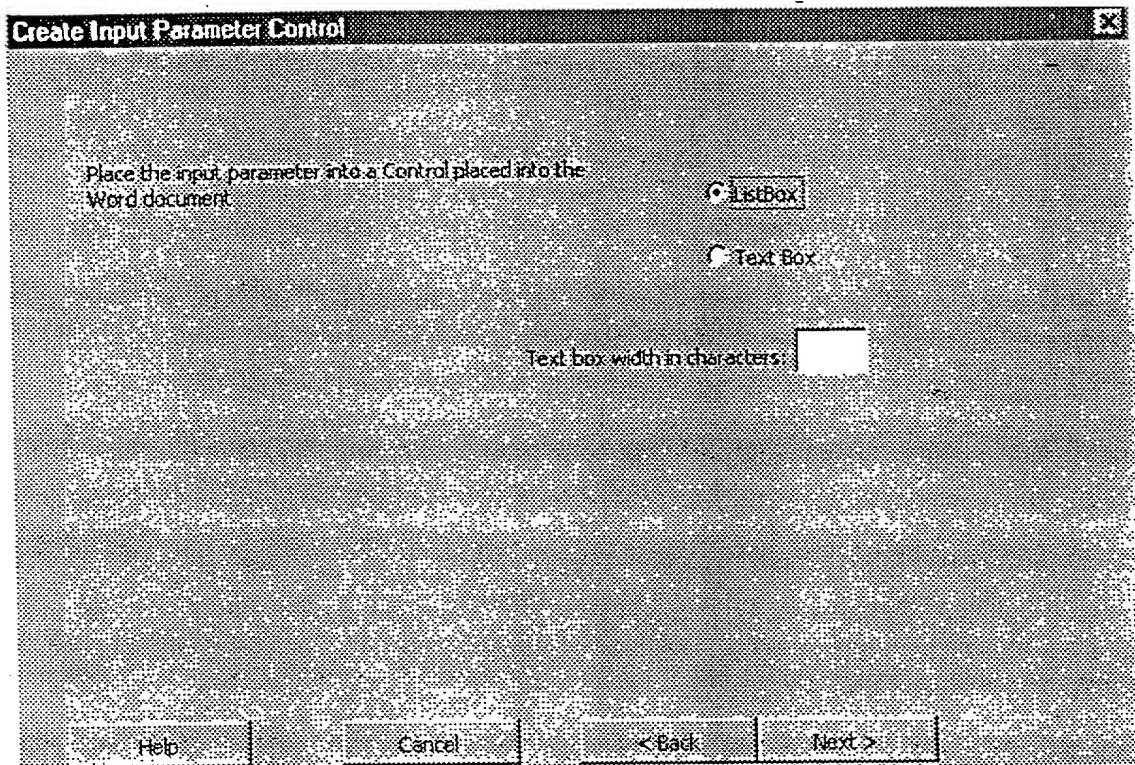 Create Input Parameter Control
Place the input parameter into a Control placed into the
Word document
ListBox
Text Box
Text box width in characters:
Help
Cancel
< Back
Next >